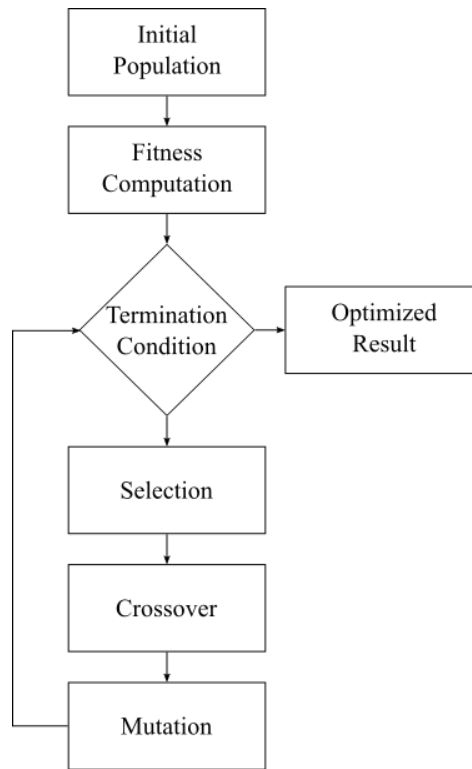 Initial
Population
Fitness
Computation
Termination
Condition
Optimized
Result
Selection
Crossover
Mutation